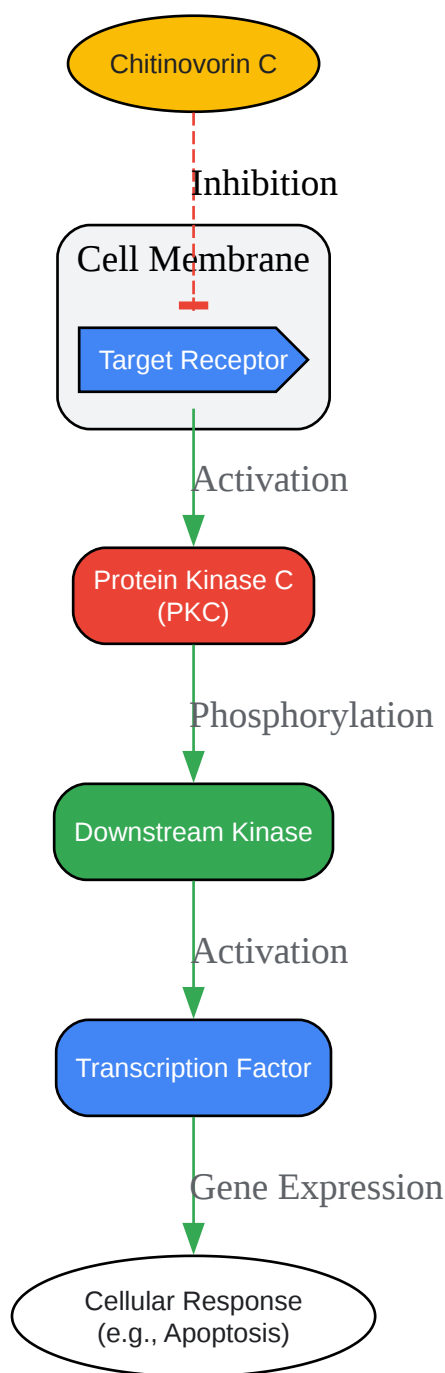 Chitinovorin C
Inhibition
Cell Membrane
Target Receptor
Activation
Protein Kinase C
(PKC)
Phosphorylation
Downstream Kinase
Activation
Transcription Factor
Gene Expression
Cellular Response
(e.g., Apoptosis)